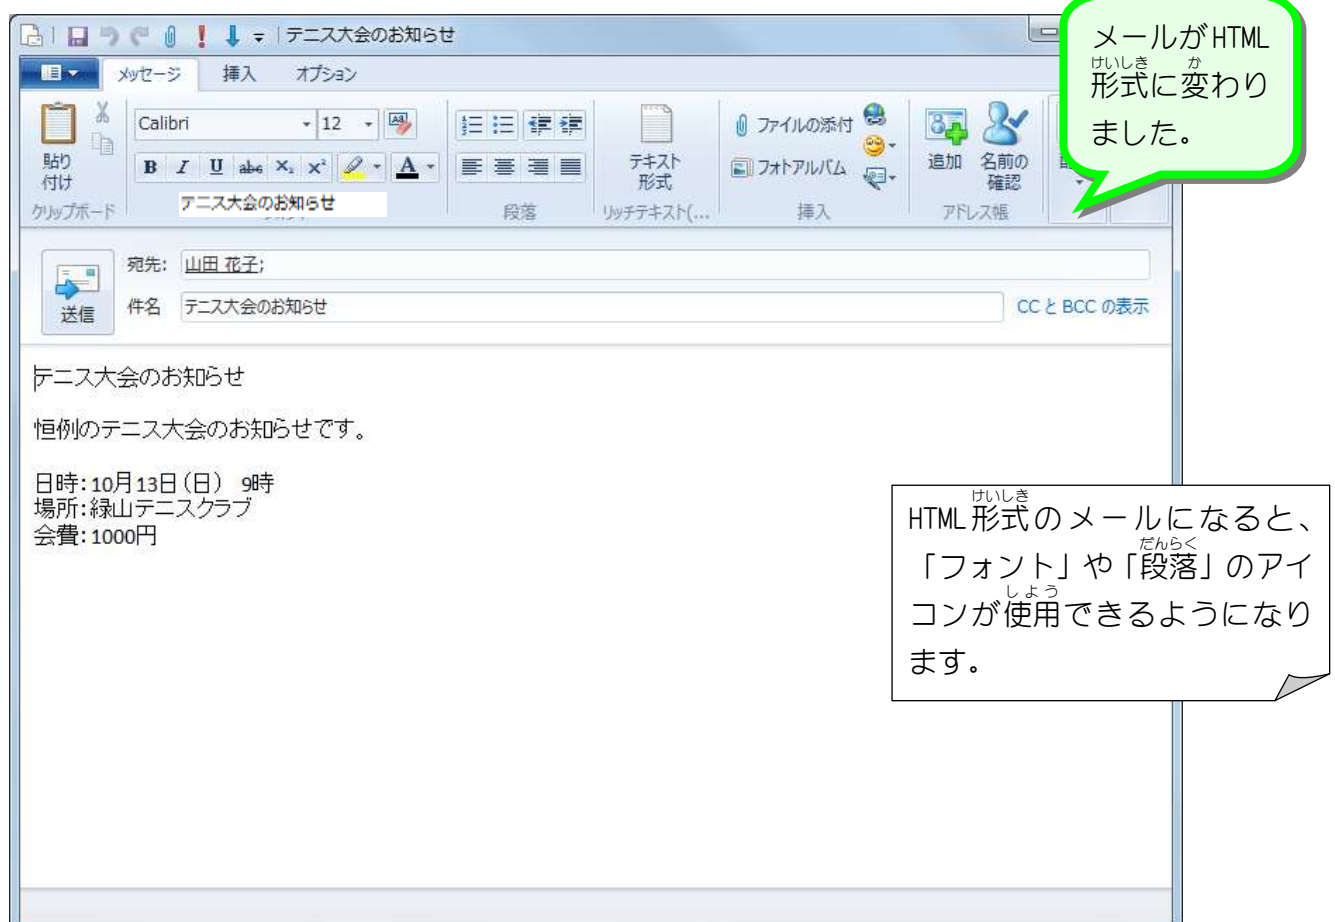 テニス大会のお知らせ
メッセージ 挿入 オプション
貼り
付け
クリップボード
Calibri 12
B I U abc X₂ X² A
テニス大会のお知らせ
段落
テキスト
形式
リッチテキスト(...
ファイルの添付
フォトアルバム
挿入
追加
名前の
確認
アドレス帳
メールがHTML
けいしき か
形式に変わり
ました。
送信
宛先: 山田 花子;
件名 テニス大会のお知らせ
CC と BCC の表示
テニス大会のお知らせ
恒例のテニス大会のお知らせです。
日時:10月13日(日) 9時
場所:緑山テニスクラブ
会費:1000円
けいしき
HTML形式のメールになると、
だんらく
「フォント」や「段落」のアイ
しよう
コンが使用できるようになり
ます。